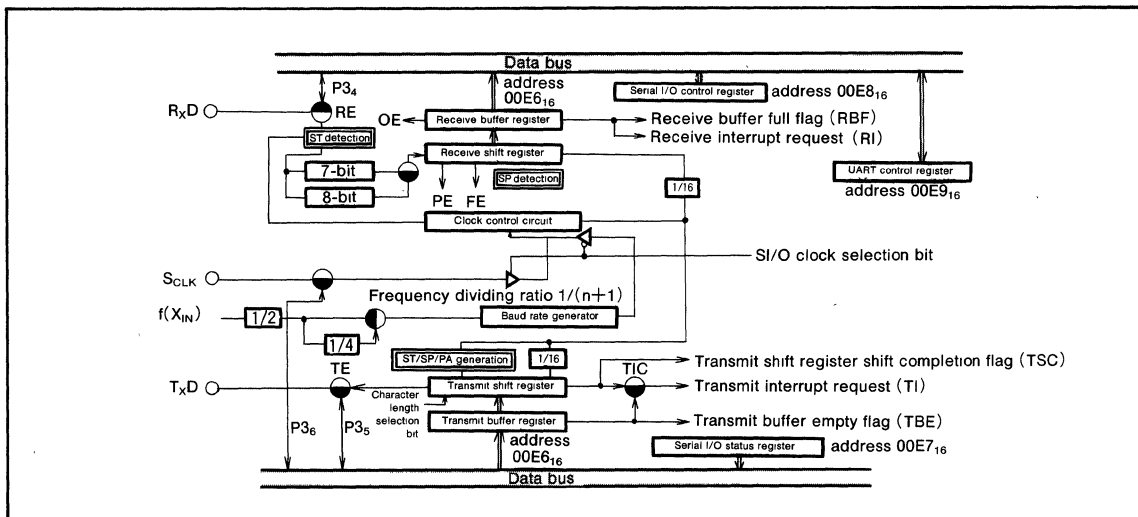 Data bus
P3₄
address
00E6₁₆
Serial I/O control register
address 00E8₁₆
RₓD
RE
OE
Receive buffer register
Receive buffer full flag (RBF)
Receive interrupt request (RI)
ST detection
Receive shift register
7-bit
8-bit
SP detection
1/16
UART control register
address 00E9₁₆
PE
FE
Clock control circuit
SI/O clock selection bit
S_CLK
Frequency dividing ratio 1/(n+1)
f(X_IN)
1/2
Baud rate generator
1/4
ST/SP/PA generation
1/16
Transmit shift register shift completion flag (TSC)
TE
TIC
TₓD
Transmit shift register
Transmit interrupt request (TI)
Character
length
selection
bit
Transmit buffer register
Transmit buffer empty flag (TBE)
P3₆
P3₅
address
00E6₁₆
Serial I/O status register
address 00E7₁₆
Data bus